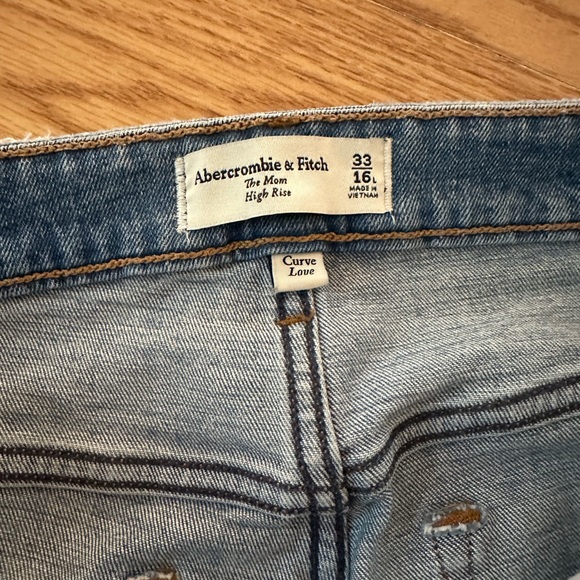 Abercrombie & Fitch
The Mom
High Rise
33
16L
MADE IN
VIETNAM
Curve
Love